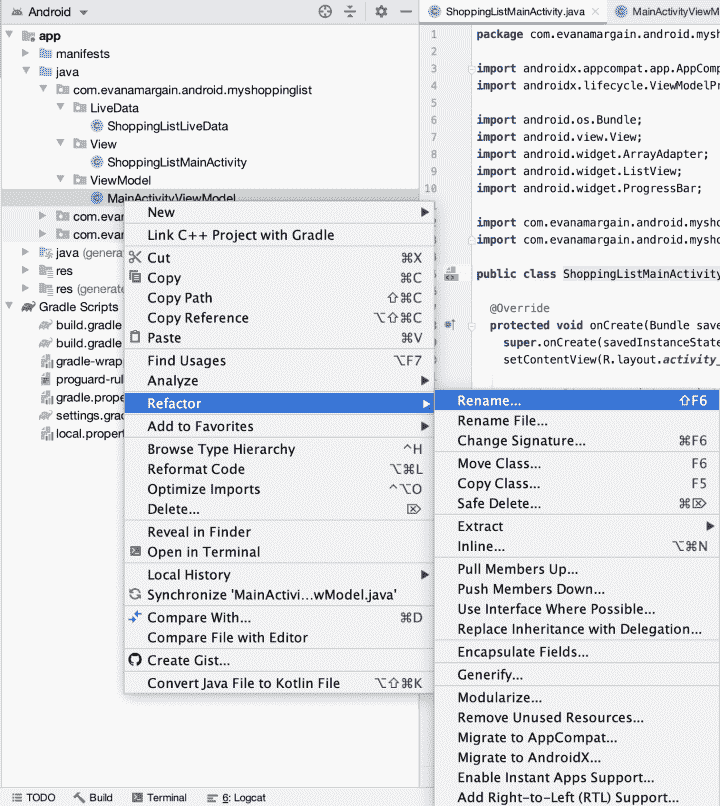 Android
app
manifests
java
com.evanamargain.android.myshoppinglist
LiveData
ShoppingListLiveData
View
ShoppingListMainActivity
ViewModel
MainActivityViewModel
com.evan
com.evan
java (genera
res
res (generate
Gradle Scripts
build.gradle
build.gradle
gradle-wrap
proguard-rul
gradle.prope
settings.grad
local.propert
New
Link C++ Project with Gradle
Cut ⌘X
Copy ⌘C
Copy Path ⇧⌘C
Copy Reference ⌥⇧⌘C
Paste ⌘V
Find Usages ⌥F7
Analyze
Refactor
Add to Favorites
Browse Type Hierarchy ^H
Reformat Code ⌥⌘L
Optimize Imports ^⌥O
Delete... ⌦
Reveal in Finder
Open in Terminal
Local History
Synchronize 'MainActivi...wModel.java'
Compare With... ⌘D
Compare File with Editor
Create Gist...
Convert Java File to Kotlin File ⌥⇧⌘K
Rename... ⇧F6
Rename File...
Change Signature... ⌘F6
Move Class... F6
Copy Class... F5
Safe Delete... ⌘⌦
Extract
Inline... ⌥⌘N
Pull Members Up...
Push Members Down...
Use Interface Where Possible...
Replace Inheritance with Delegation...
Encapsulate Fields...
Generify...
Modularize...
Remove Unused Resources...
Migrate to AppCompat...
Migrate to AndroidX...
Enable Instant Apps Support...
Add Right-to-Left (RTL) Support...
ShoppingListMainActivity.java
MainActivityViewM
1 package com.evanamargain.android.mysh
2
3 import androidx.appcompat.app.AppComp
4 import androidx.lifecycle.ViewModelPr
5
6 import android.os.Bundle;
7 import android.view.View;
8 import android.widget.ArrayAdapter;
9 import android.widget.ListView;
10 import android.widget.ProgressBar;
import com.evanamargain.android.mysho
import com.evanamargain.android.mysho
public class ShoppingListMainActivity
@Override
protected void onCreate(Bundle save
super.onCreate(savedInstanceState
setContentView(R.layout.activity_
TODO
Build
Terminal
6: Logcat